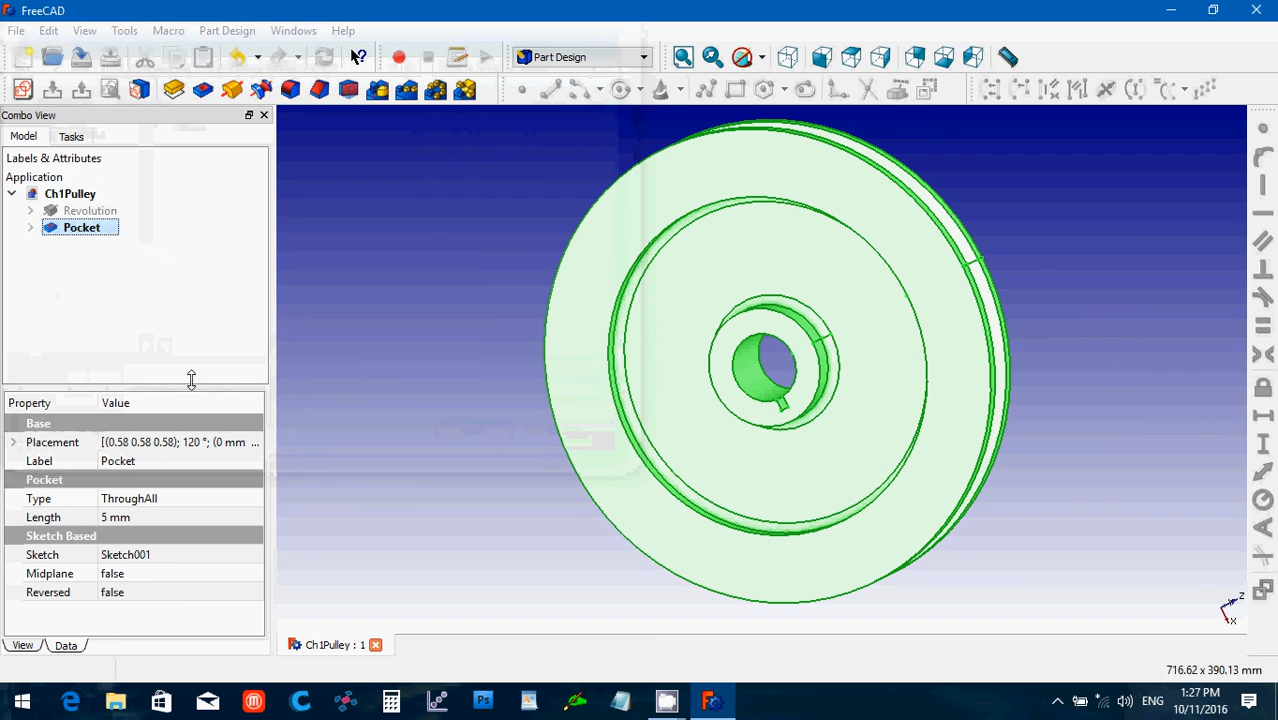 FreeCAD
File Edit View Tools Macro Part Design Windows Help
Part Design
Combo View
Model Tasks
Labels & Attributes
Application
Ch1Pulley
Revolution
Pocket
Property Value
Base
Placement [(0.58 0.58 0.58); 120 °; (0 mm ...
Label Pocket
Pocket
Type ThroughAll
Length 5 mm
Sketch Based
Sketch Sketch001
Midplane false
Reversed false
View Data
Ch1Pulley : 1
Z
X
716.62 x 390.13 mm
Ps
ENG
1:27 PM
10/11/2016